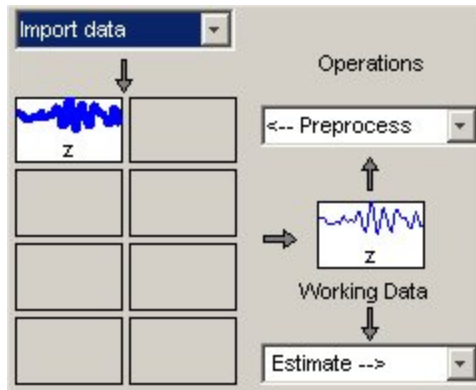 Import data
Operations
<-- Preprocess
z
z
Working Data
Estimate -->